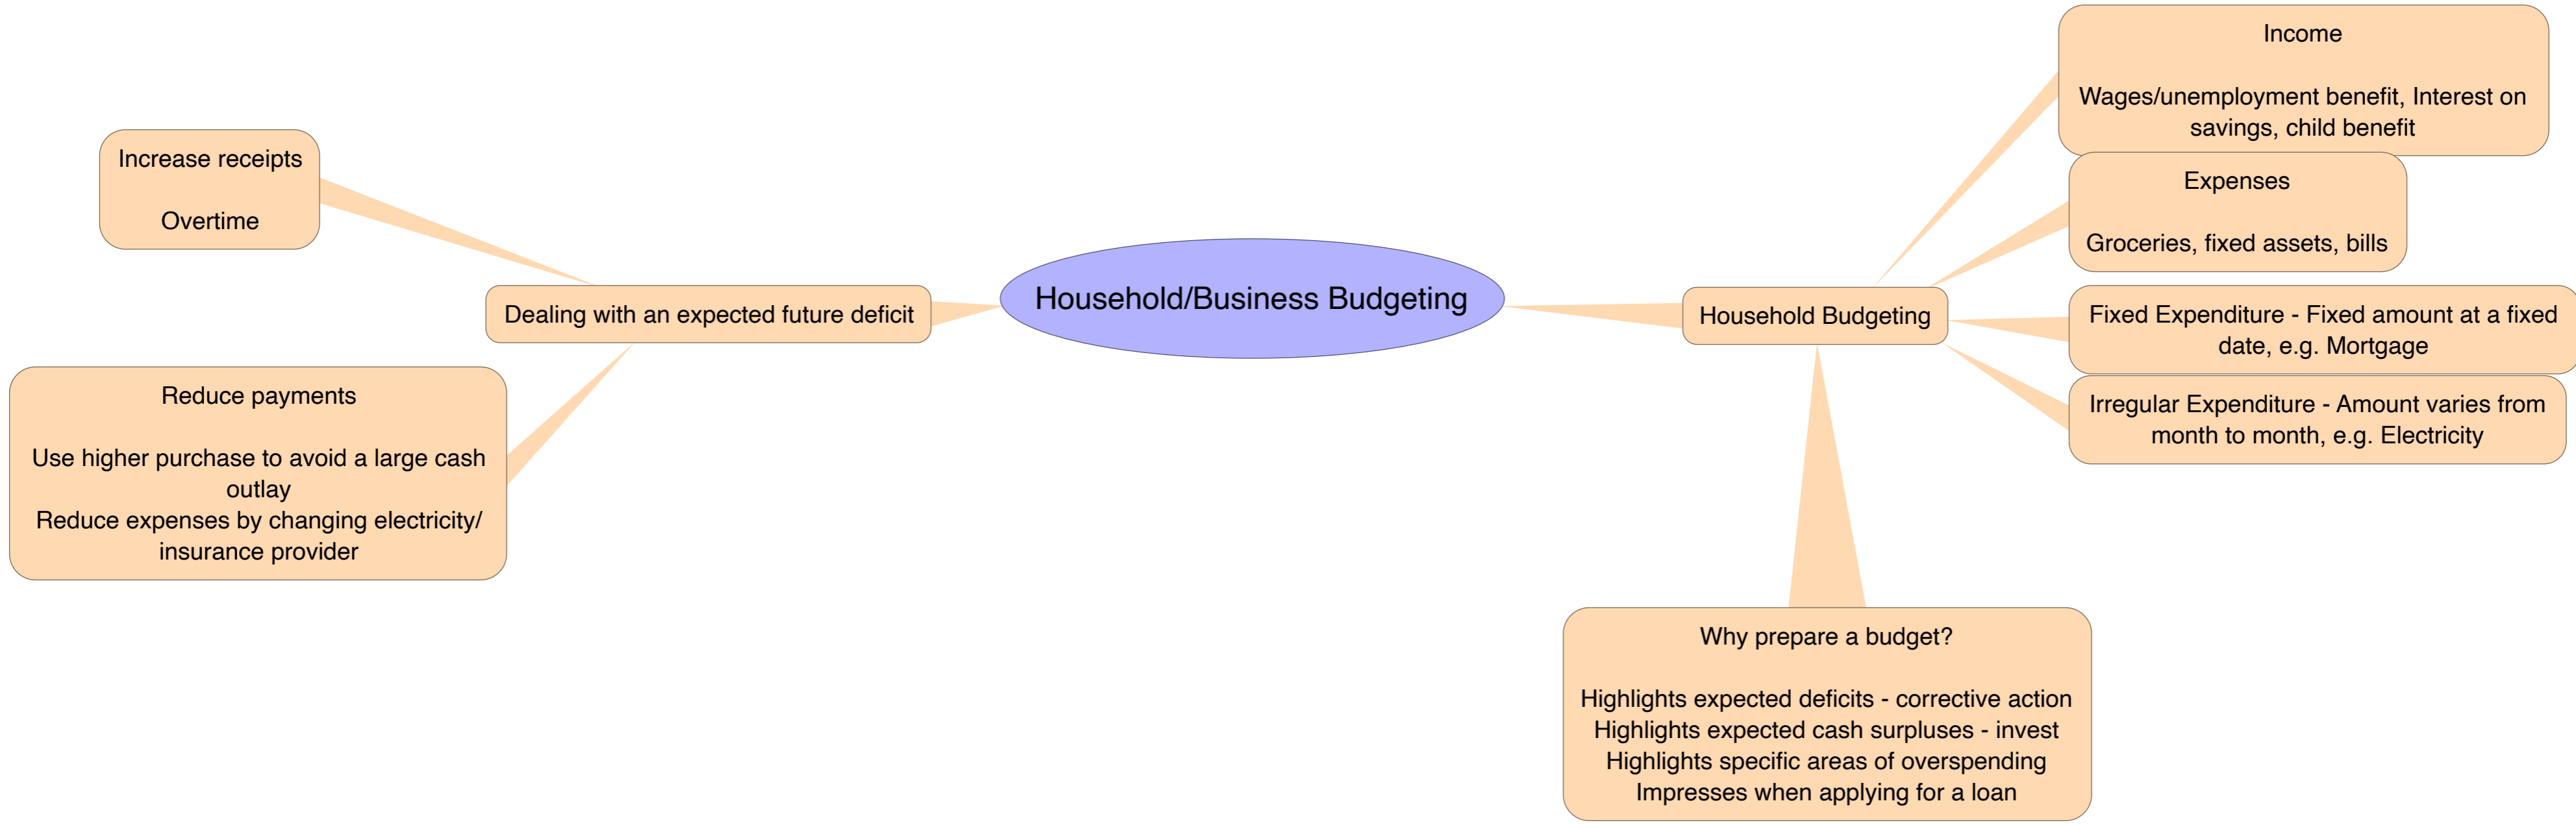 Household/Business Budgeting
Dealing with an expected future deficit
Increase receipts
Overtime
Reduce payments
Use higher purchase to avoid a large cash
outlay
Reduce expenses by changing electricity/
insurance provider
Household Budgeting
Income
Wages/unemployment benefit, Interest on
savings, child benefit
Expenses
Groceries, fixed assets, bills
Fixed Expenditure - Fixed amount at a fixed
date, e.g. Mortgage
Irregular Expenditure - Amount varies from
month to month, e.g. Electricity
Why prepare a budget?
Highlights expected deficits - corrective action
Highlights expected cash surpluses - invest
Highlights specific areas of overspending
Impresses when applying for a loan